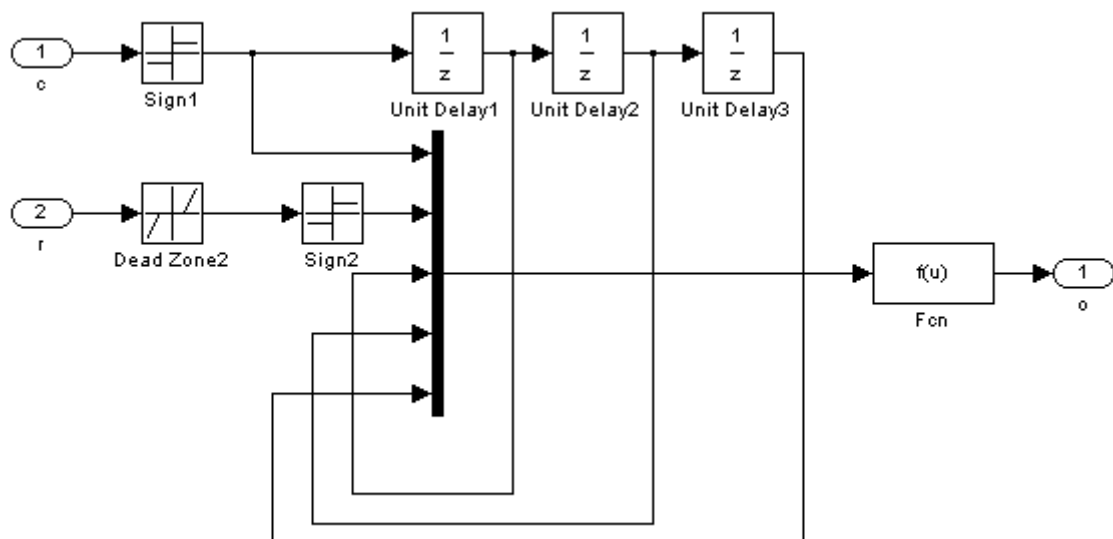 1
c
Sign1
1
z
Unit Delay1
1
z
Unit Delay2
1
z
Unit Delay3
2
r
Dead Zone2
Sign2
f(u)
Fcn
1
o